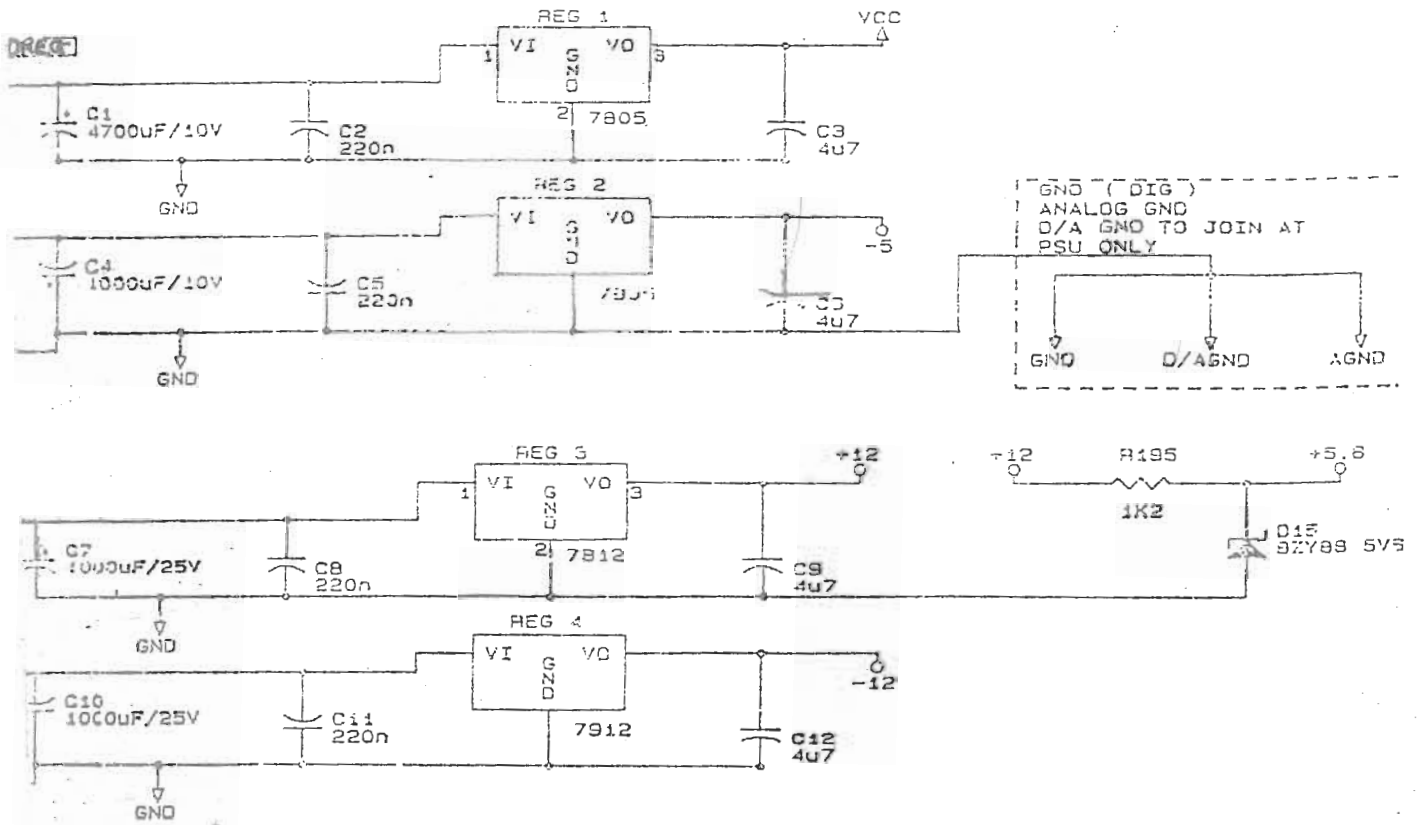 REG 1
VCC
VI
VO
GND
1
3
2
7805
C1
4700uF/10V
C2
220n
C3
4u7
GND
REG 2
VI
VO
GND
-5
C4
1000uF/10V
C5
220n
4u7
GND
GND ( DIG )
ANALOG GND
D/A GND TO JOIN AT
PSU ONLY
GND
D/AGND
AGND
REG 3
VI
VO
GND
1
3
2
7812
+12
C7
1000uF/25V
C8
220n
C9
4u7
GND
+12
R195
+5.6
1K2
D15
BZY88 5V6
REG 4
VI
VO
GND
7912
-12
C10
1000uF/25V
C11
220n
C12
4u7
GND